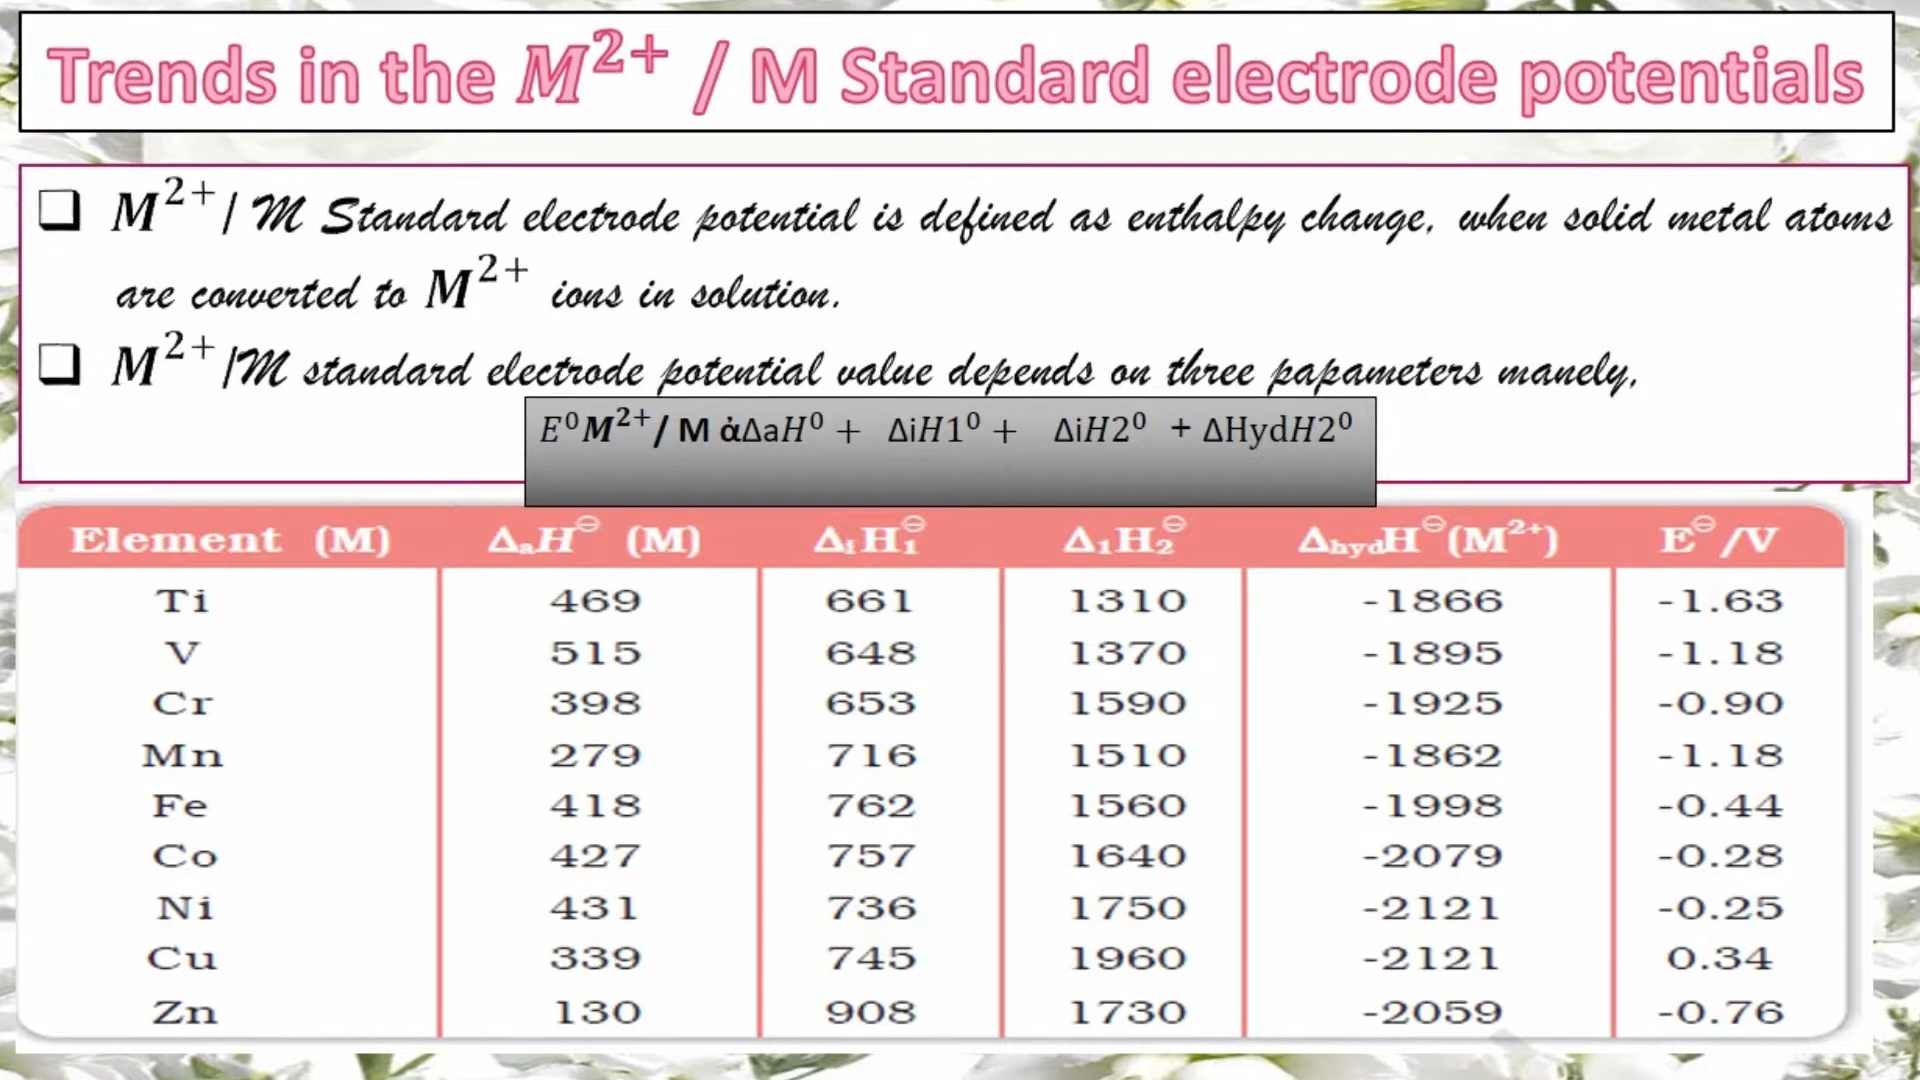 Trends in the M²⁺ / M Standard electrode potentials
❑ M²⁺/ M Standard electrode potential is defined as enthalpy change, when solid metal atoms
are converted to M²⁺ ions in solution.
❑ M²⁺/M standard electrode potential value depends on three papameters manely,
E⁰M²⁺/ M ἀΔaH⁰ + ΔiH1⁰ + ΔiH2⁰ + ΔHydH2⁰
Element (M) ΔₐH⊖ (M) ΔᵢH₁⊖ Δ₁H₂⊖ ΔhydH⊖(M²⁺) E⊖/V
Ti 469 661 1310 -1866 -1.63
V 515 648 1370 -1895 -1.18
Cr 398 653 1590 -1925 -0.90
Mn 279 716 1510 -1862 -1.18
Fe 418 762 1560 -1998 -0.44
Co 427 757 1640 -2079 -0.28
Ni 431 736 1750 -2121 -0.25
Cu 339 745 1960 -2121 0.34
Zn 130 908 1730 -2059 -0.76